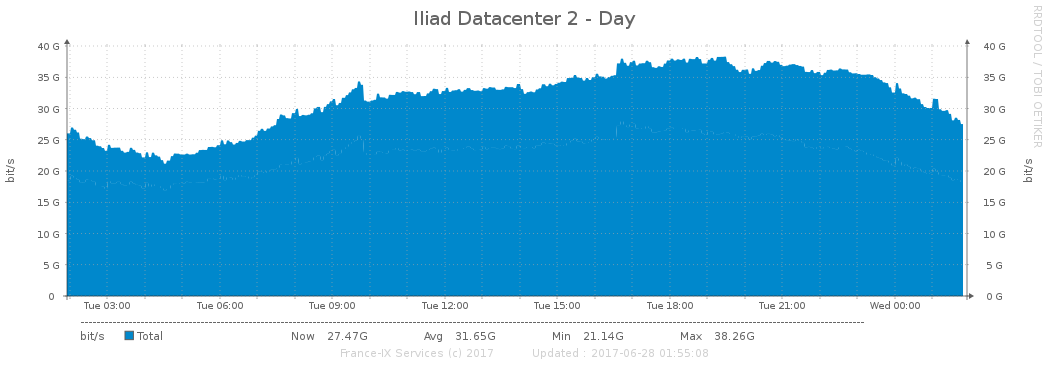 Iliad Datacenter 2 - Day
RRDTOOL / TOBI OETIKER
40 G 40 G
35 G 35 G
30 G 30 G
25 G 25 G
20 G 20 G
15 G 15 G
10 G 10 G
5 G 5 G
0 0 G
bit/s bit/s
Tue 03:00 Tue 06:00 Tue 09:00 Tue 12:00 Tue 15:00 Tue 18:00 Tue 21:00 Wed 00:00
bit/s Total Now 27.47G Avg 31.65G Min 21.14G Max 38.26G
France-IX Services (c) 2017 Updated : 2017-06-28 01:55:08